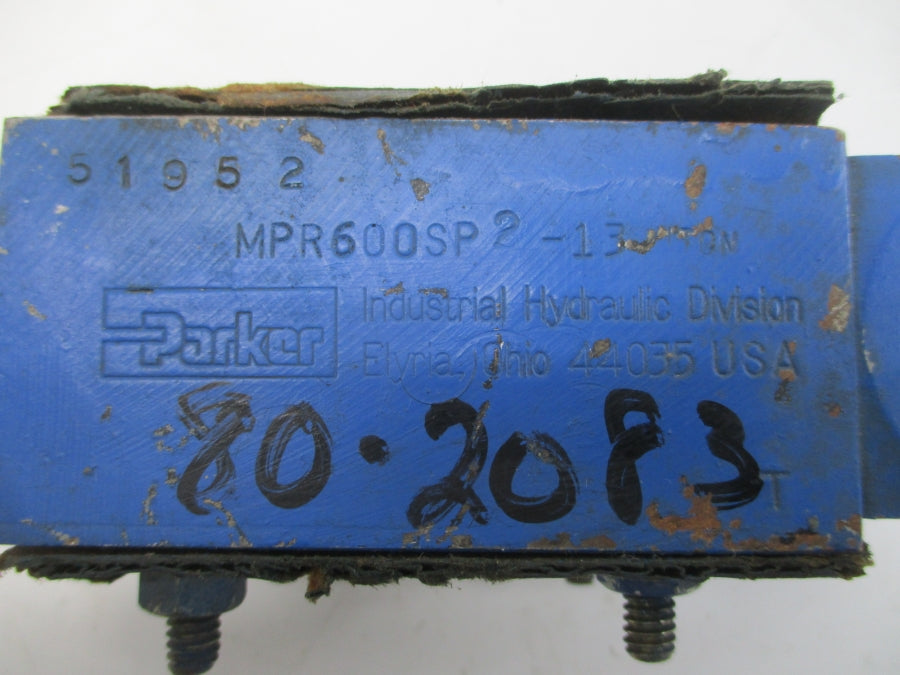 51952
MPR600SP2 -13
Parker
Industrial Hydraulic Division
Elyria, Ohio 44035 USA
80·2083
T